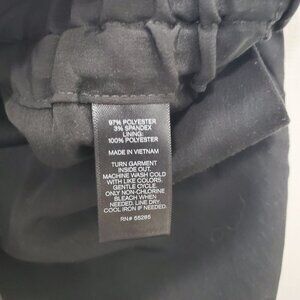 97% POLYESTER
3% SPANDEX
LINING:
100% POLYESTER
MADE IN VIETNAM
TURN GARMENT
INSIDE OUT.
MACHINE WASH COLD
WITH LIKE COLORS.
GENTLE CYCLE.
ONLY NON-CHLORINE
BLEACH WHEN
NEEDED. LINE DRY.
COOL IRON IF NEEDED.
RN# 66285